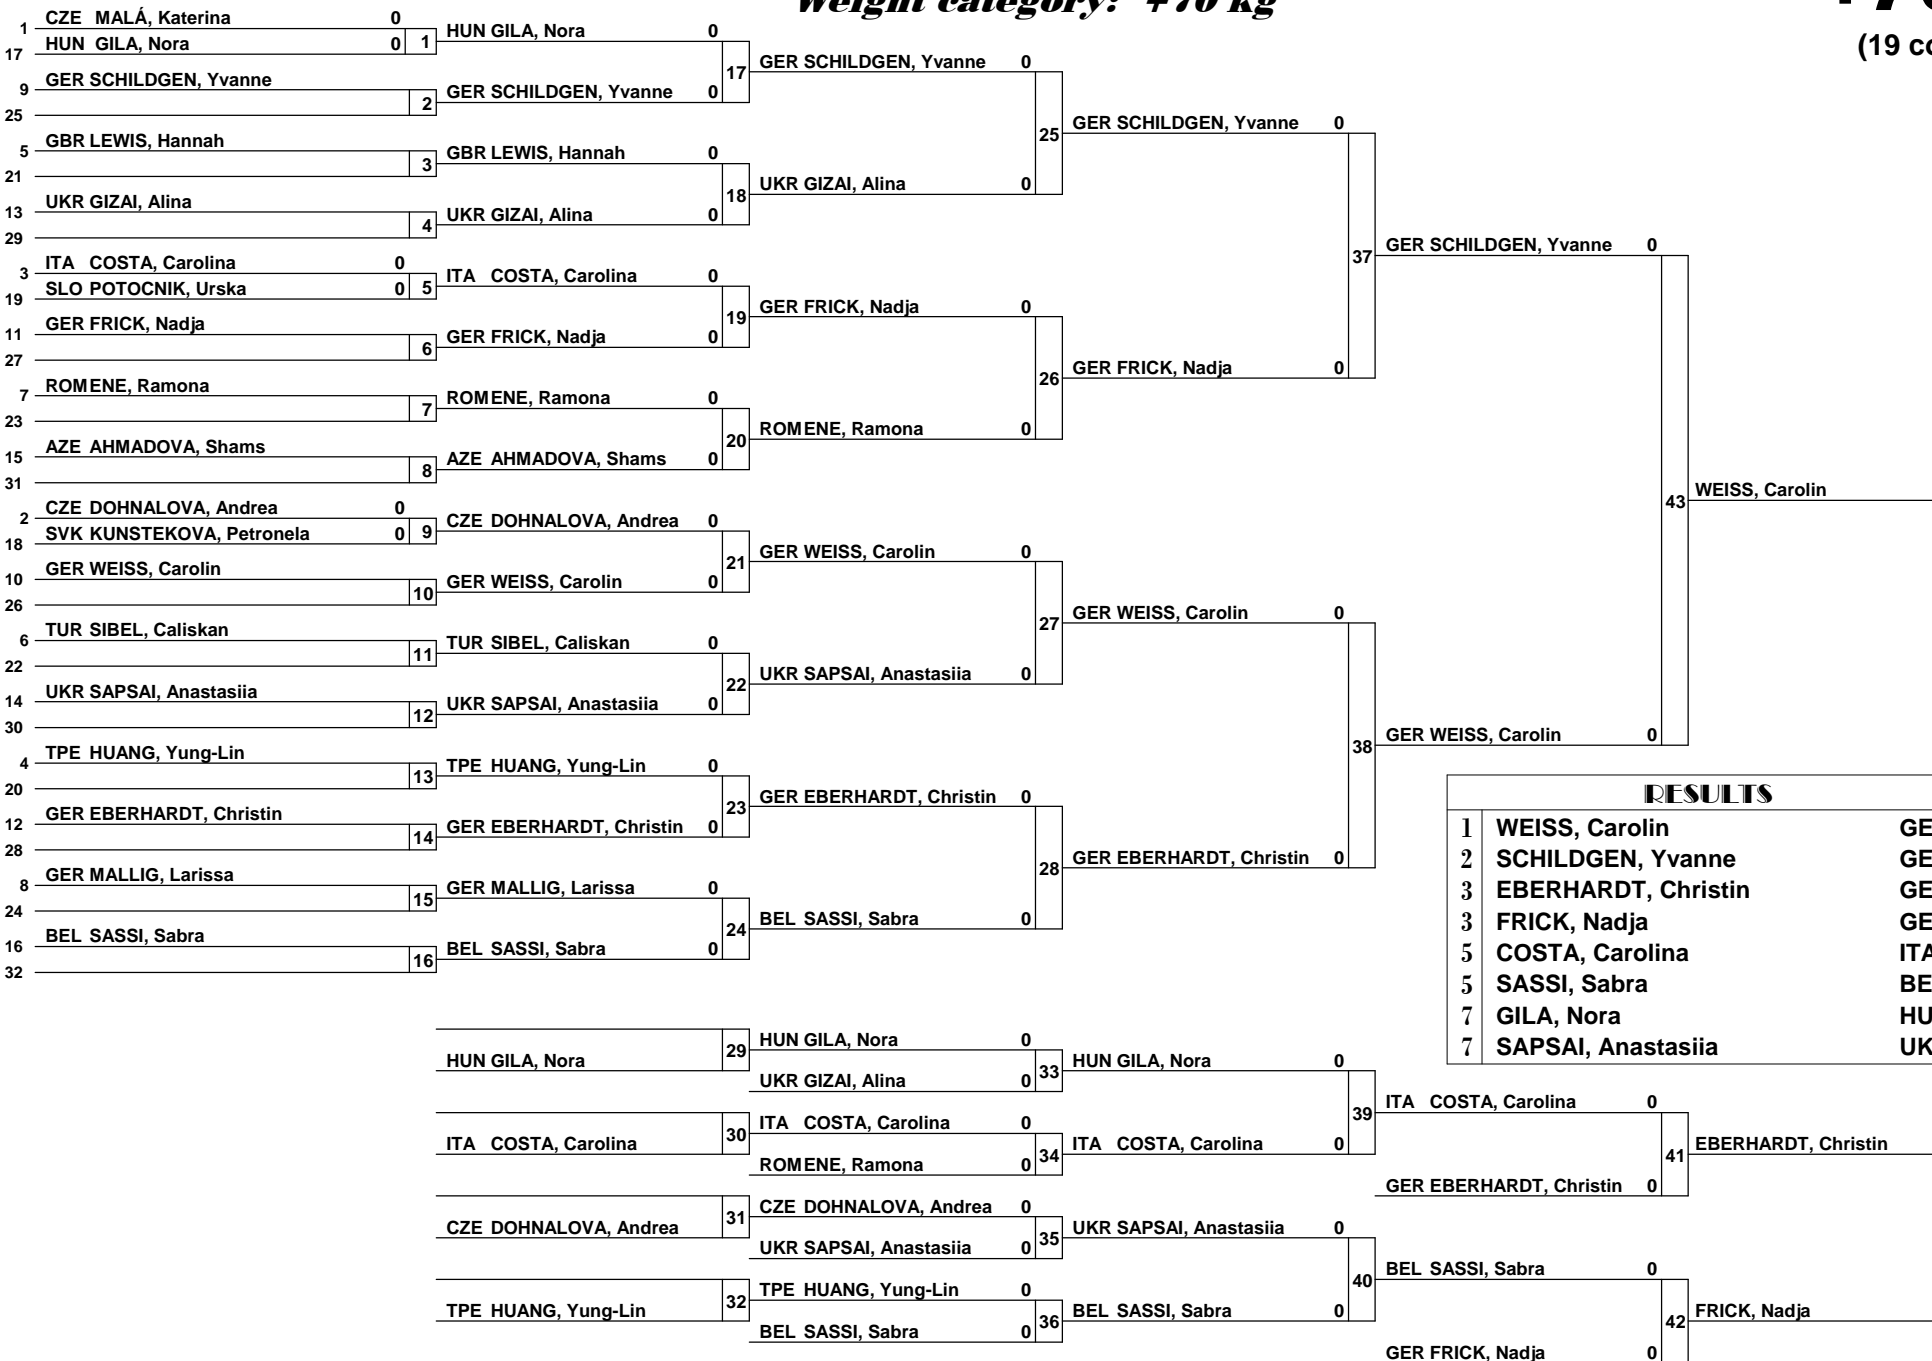 Weight category: +70 kg
(19 co
1 CZE MALÁ, Katerina 0
17 HUN GILA, Nora 0 1
9 GER SCHILDGEN, Yvanne
25 2
5 GBR LEWIS, Hannah
21 3
13 UKR GIZAI, Alina
29 4
3 ITA COSTA, Carolina 0
19 SLO POTOCNIK, Urska 0 5
11 GER FRICK, Nadja
27 6
7 ROM ENE, Ramona
23 7
15 AZE AHMADOVA, Shams
31 8
2 CZE DOHNALOVA, Andrea 0
18 SVK KUNSTEKOVA, Petronela 0 9
10 GER WEISS, Carolin
26 10
6 TUR SIBEL, Caliskan
22 11
14 UKR SAPSAI, Anastasiia
30 12
4 TPE HUANG, Yung-Lin
20 13
12 GER EBERHARDT, Christin
28 14
8 GER MALLIG, Larissa
24 15
16 BEL SASSI, Sabra
32 16
HUN GILA, Nora 0
17
GER SCHILDGEN, Yvanne 0
GBR LEWIS, Hannah 0
18
UKR GIZAI, Alina 0
ITA COSTA, Carolina 0
19
GER FRICK, Nadja 0
ROM ENE, Ramona 0
20
AZE AHMADOVA, Shams 0
CZE DOHNALOVA, Andrea 0
21
GER WEISS, Carolin 0
TUR SIBEL, Caliskan 0
22
UKR SAPSAI, Anastasiia 0
TPE HUANG, Yung-Lin 0
23
GER EBERHARDT, Christin 0
GER MALLIG, Larissa 0
24
BEL SASSI, Sabra 0
GER SCHILDGEN, Yvanne 0
25
UKR GIZAI, Alina 0
GER FRICK, Nadja 0
26
ROM ENE, Ramona 0
GER WEISS, Carolin 0
27
UKR SAPSAI, Anastasiia 0
GER EBERHARDT, Christin 0
28
BEL SASSI, Sabra 0
GER SCHILDGEN, Yvanne 0
37
GER FRICK, Nadja 0
GER WEISS, Carolin 0
38
GER EBERHARDT, Christin 0
GER SCHILDGEN, Yvanne 0
43
GER WEISS, Carolin 0
WEISS, Carolin
RESULTS
1 WEISS, Carolin GE
2 SCHILDGEN, Yvanne GE
3 EBERHARDT, Christin GE
3 FRICK, Nadja GE
5 COSTA, Carolina ITA
5 SASSI, Sabra BE
7 GILA, Nora HU
7 SAPSAI, Anastasiia UK
29
HUN GILA, Nora
30
ITA COSTA, Carolina
31
CZE DOHNALOVA, Andrea
32
TPE HUANG, Yung-Lin
HUN GILA, Nora 0
33
UKR GIZAI, Alina 0
ITA COSTA, Carolina 0
34
ROM ENE, Ramona 0
CZE DOHNALOVA, Andrea 0
35
UKR SAPSAI, Anastasiia 0
TPE HUANG, Yung-Lin 0
36
BEL SASSI, Sabra 0
HUN GILA, Nora 0
39
ITA COSTA, Carolina 0
UKR SAPSAI, Anastasiia 0
40
BEL SASSI, Sabra 0
ITA COSTA, Carolina 0
41
GER EBERHARDT, Christin 0
BEL SASSI, Sabra 0
42
GER FRICK, Nadja 0
EBERHARDT, Christin
FRICK, Nadja